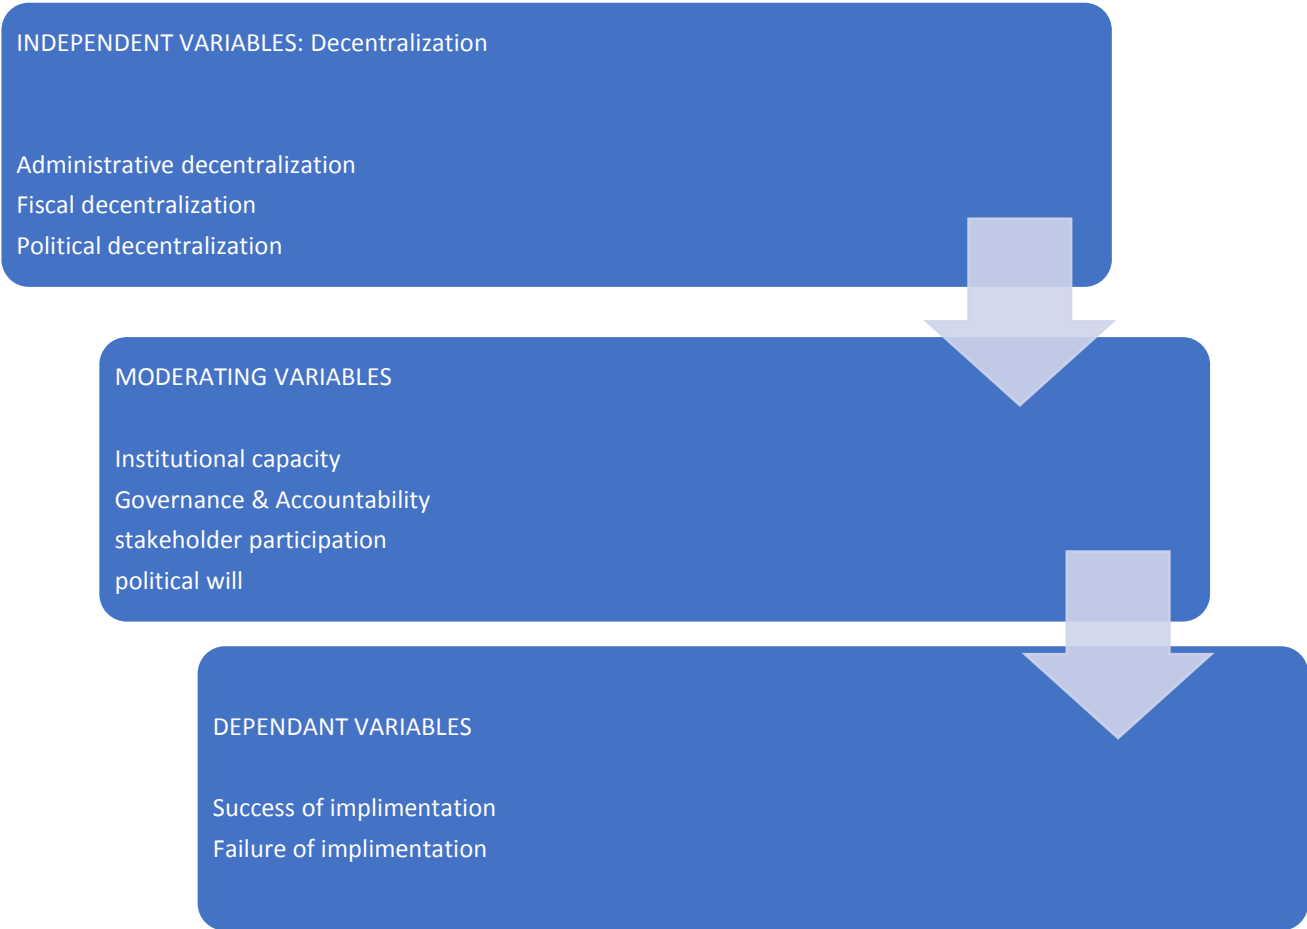 INDEPENDENT VARIABLES: Decentralization
Administrative decentralization
Fiscal decentralization
Political decentralization
MODERATING VARIABLES
Institutional capacity
Governance & Accountability
stakeholder participation
political will
DEPENDANT VARIABLES
Success of implimentation
Failure of implimentation